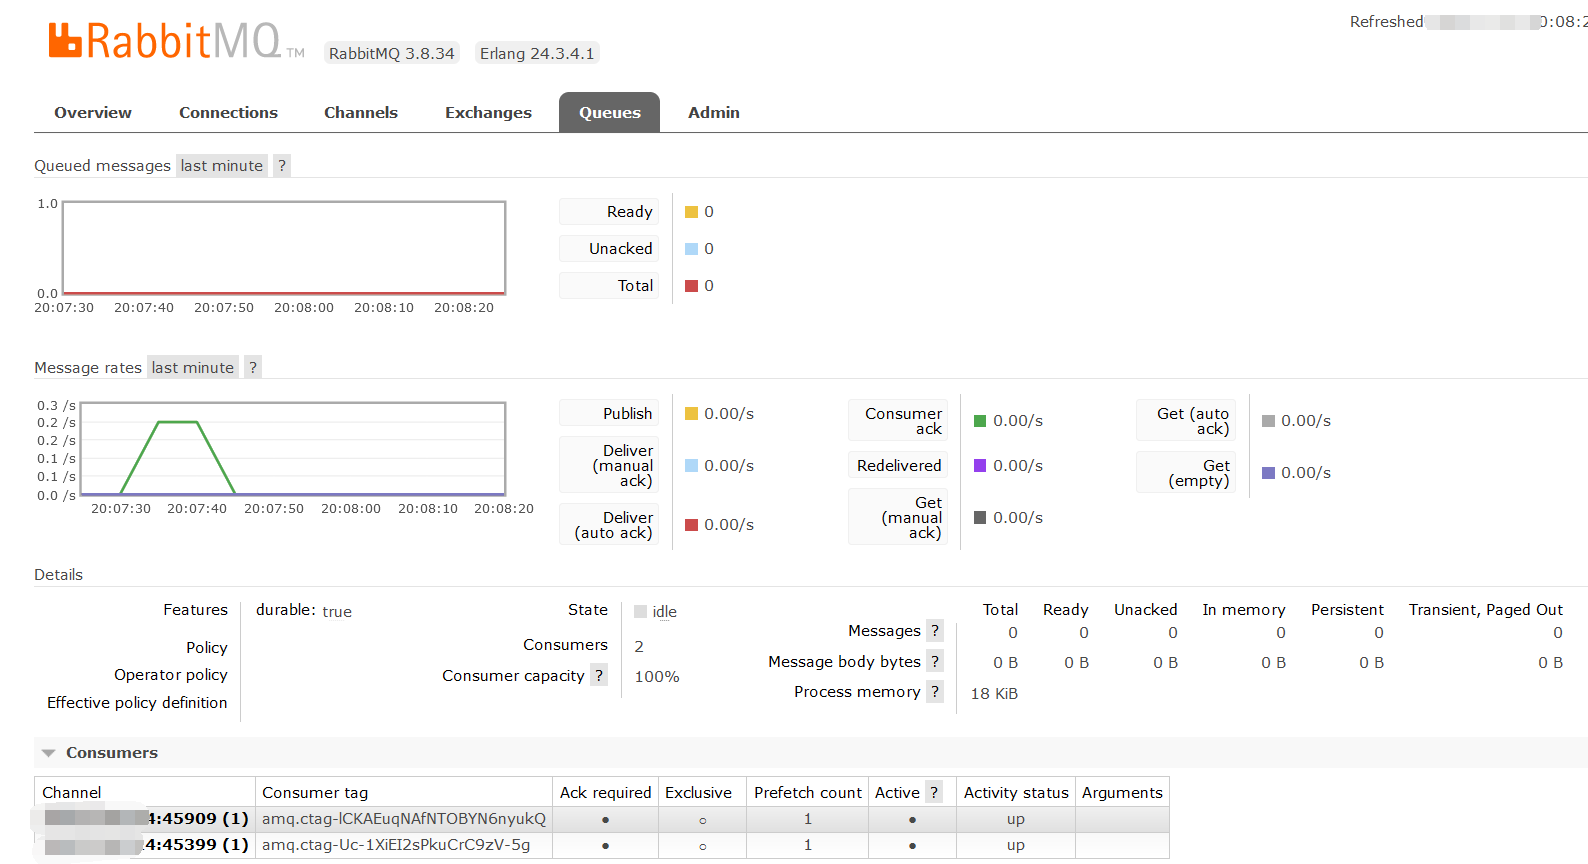 Refreshed 0:08:2
RabbitMQ TM RabbitMQ 3.8.34 Erlang 24.3.4.1
Overview Connections Channels Exchanges Queues Admin
Queued messages last minute ?
1.0
0.0
20:07:30 20:07:40 20:07:50 20:08:00 20:08:10 20:08:20
Ready 0
Unacked 0
Total 0
Message rates last minute ?
0.3 /s
0.2 /s
0.2 /s
0.1 /s
0.1 /s
0.0 /s
20:07:30 20:07:40 20:07:50 20:08:00 20:08:10 20:08:20
Publish 0.00/s
Deliver
(manual 0.00/s
ack)
Deliver
(auto ack) 0.00/s
Consumer
ack 0.00/s
Redelivered 0.00/s
Get
(manual 0.00/s
ack)
Get (auto
ack) 0.00/s
Get
(empty) 0.00/s
Details
Features durable: true
Policy
Operator policy
Effective policy definition
State idle
Consumers 2
Consumer capacity ? 100%
Total Ready Unacked In memory Persistent Transient, Paged Out
Messages ? 0 0 0 0 0 0
Message body bytes ? 0 B 0 B 0 B 0 B 0 B 0 B
Process memory ? 18 KiB
Consumers
Channel Consumer tag Ack required Exclusive Prefetch count Active ? Activity status Arguments
4:45909 (1) amq.ctag-lCKAEuqNAfNTOBYN6nyukQ ● ○ 1 ● up
4:45399 (1) amq.ctag-Uc-1XiEI2sPkuCrC9zV-5g ● ○ 1 ● up